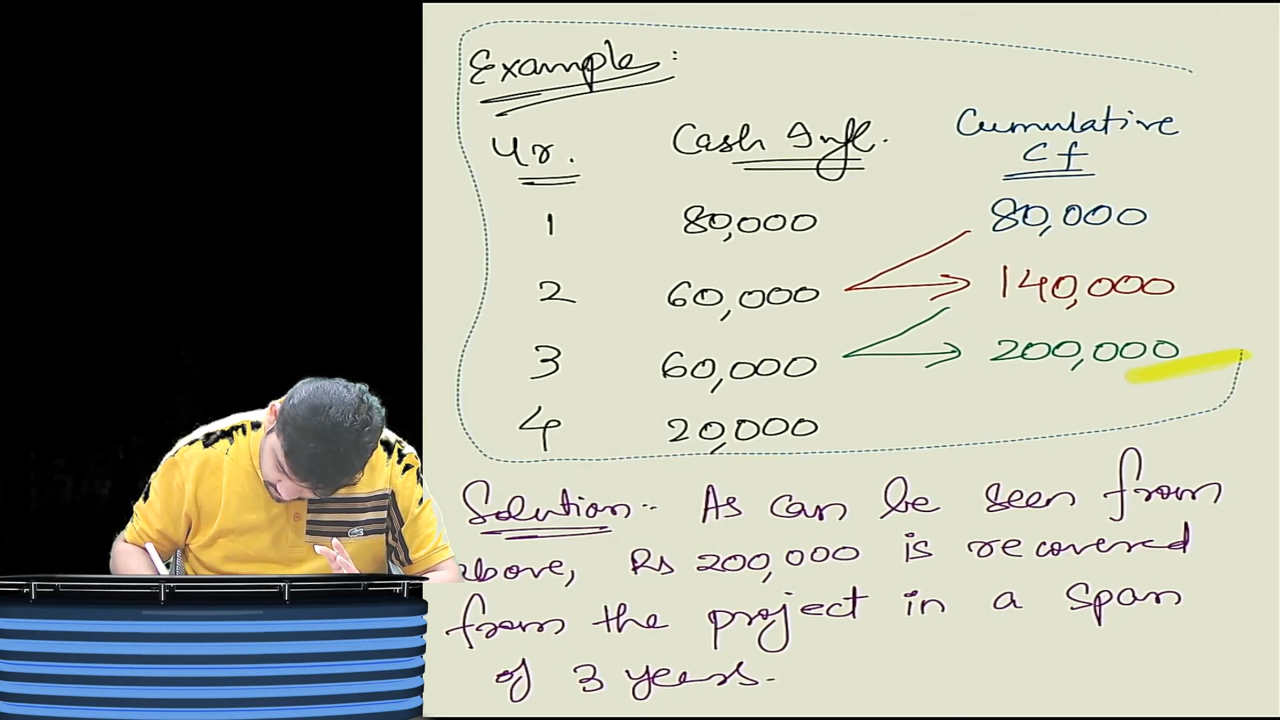 Example:
Yr. Cash Infl. Cumulative Cf
1 80,000 80,000
2 60,000 140,000
3 60,000 200,000
4 20,000
Solution:- As can be seen from
above, Rs 200,000 is recovered
from the project in a span
of 3 years.